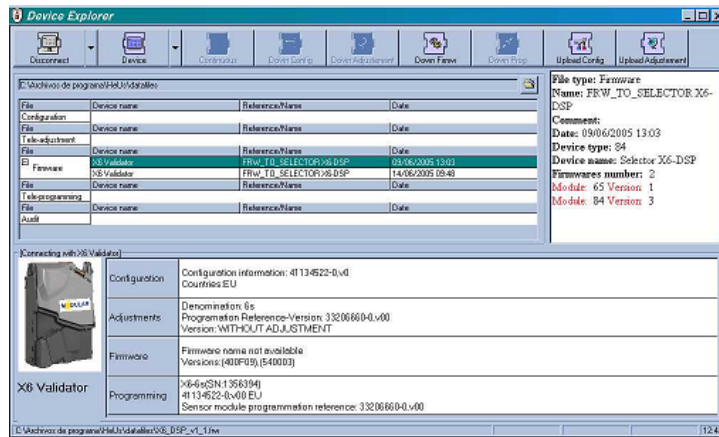 Device Explorer
Disconnect
Device
Continuous
Down Config
Down Adjustement
Down Firmw
Down Prog
Upload Config
Upload Adjustement
C:\Archivos de programa\HeUs\datafiles
File Device name Reference/Name Date
Configuration
File Device name Reference/Name Date
Tele-adjustment
File Device name Reference/Name Date
Firmware
X6 Validator FRW_TO_SELECTOR X6-DSP 09/06/2005 13:03
X6 Validator FRW_TO_SELECTOR X6-DSP 14/06/2005 09:48
File Device name Reference/Name Date
Tele-programming
File Device name Reference/Name Date
Audit
File type: Firmware
Name: FRW_TO_SELECTOR X6-
DSP
Comment:
Date: 09/06/2005 13:03
Device type: 84
Device name: Selector X6-DSP
Firmwares number: 2
Module: 65 Version: 1
Module: 84 Version: 3
[Connecting with X6 Validator]
MODULAR
X6 Validator
Configuration
Configuration information: 41134522-0,v0
Countries:EU
Adjustments
Denomination: 6s
Programation Reference-Version: 33206660-0.v00
Version: WITHOUT ADJUSTMENT
Firmware
Firmware name not available
Versions:(400F09),(540003)
Programming
X6-6s(SN:1356394)
41134522-0.v00 EU
Sensor module programmation reference: 33206660-0.v00
C:\Archivos de programa\HeUs\datafiles\X6_DSP_v1_1.frw
12:4